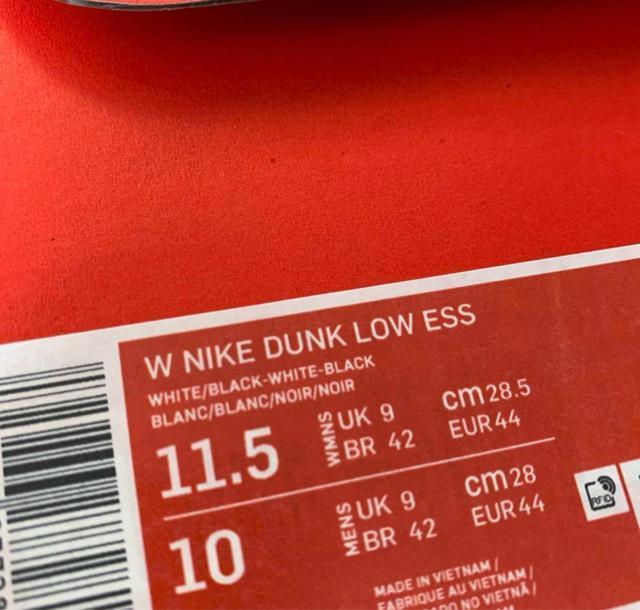 W NIKE DUNK LOW ESS
WHITE/BLACK-WHITE-BLACK
BLANC/BLANC/NOIR/NOIR
11.5 WMNS UK 9 cm 28.5
BR 42 EUR 44
10 MENS UK 9 cm 28
BR 42 EUR 44
RFID
MADE IN VIETNAM /
FABRIQUE AU VIETNAM /
NO VIETNÃ /